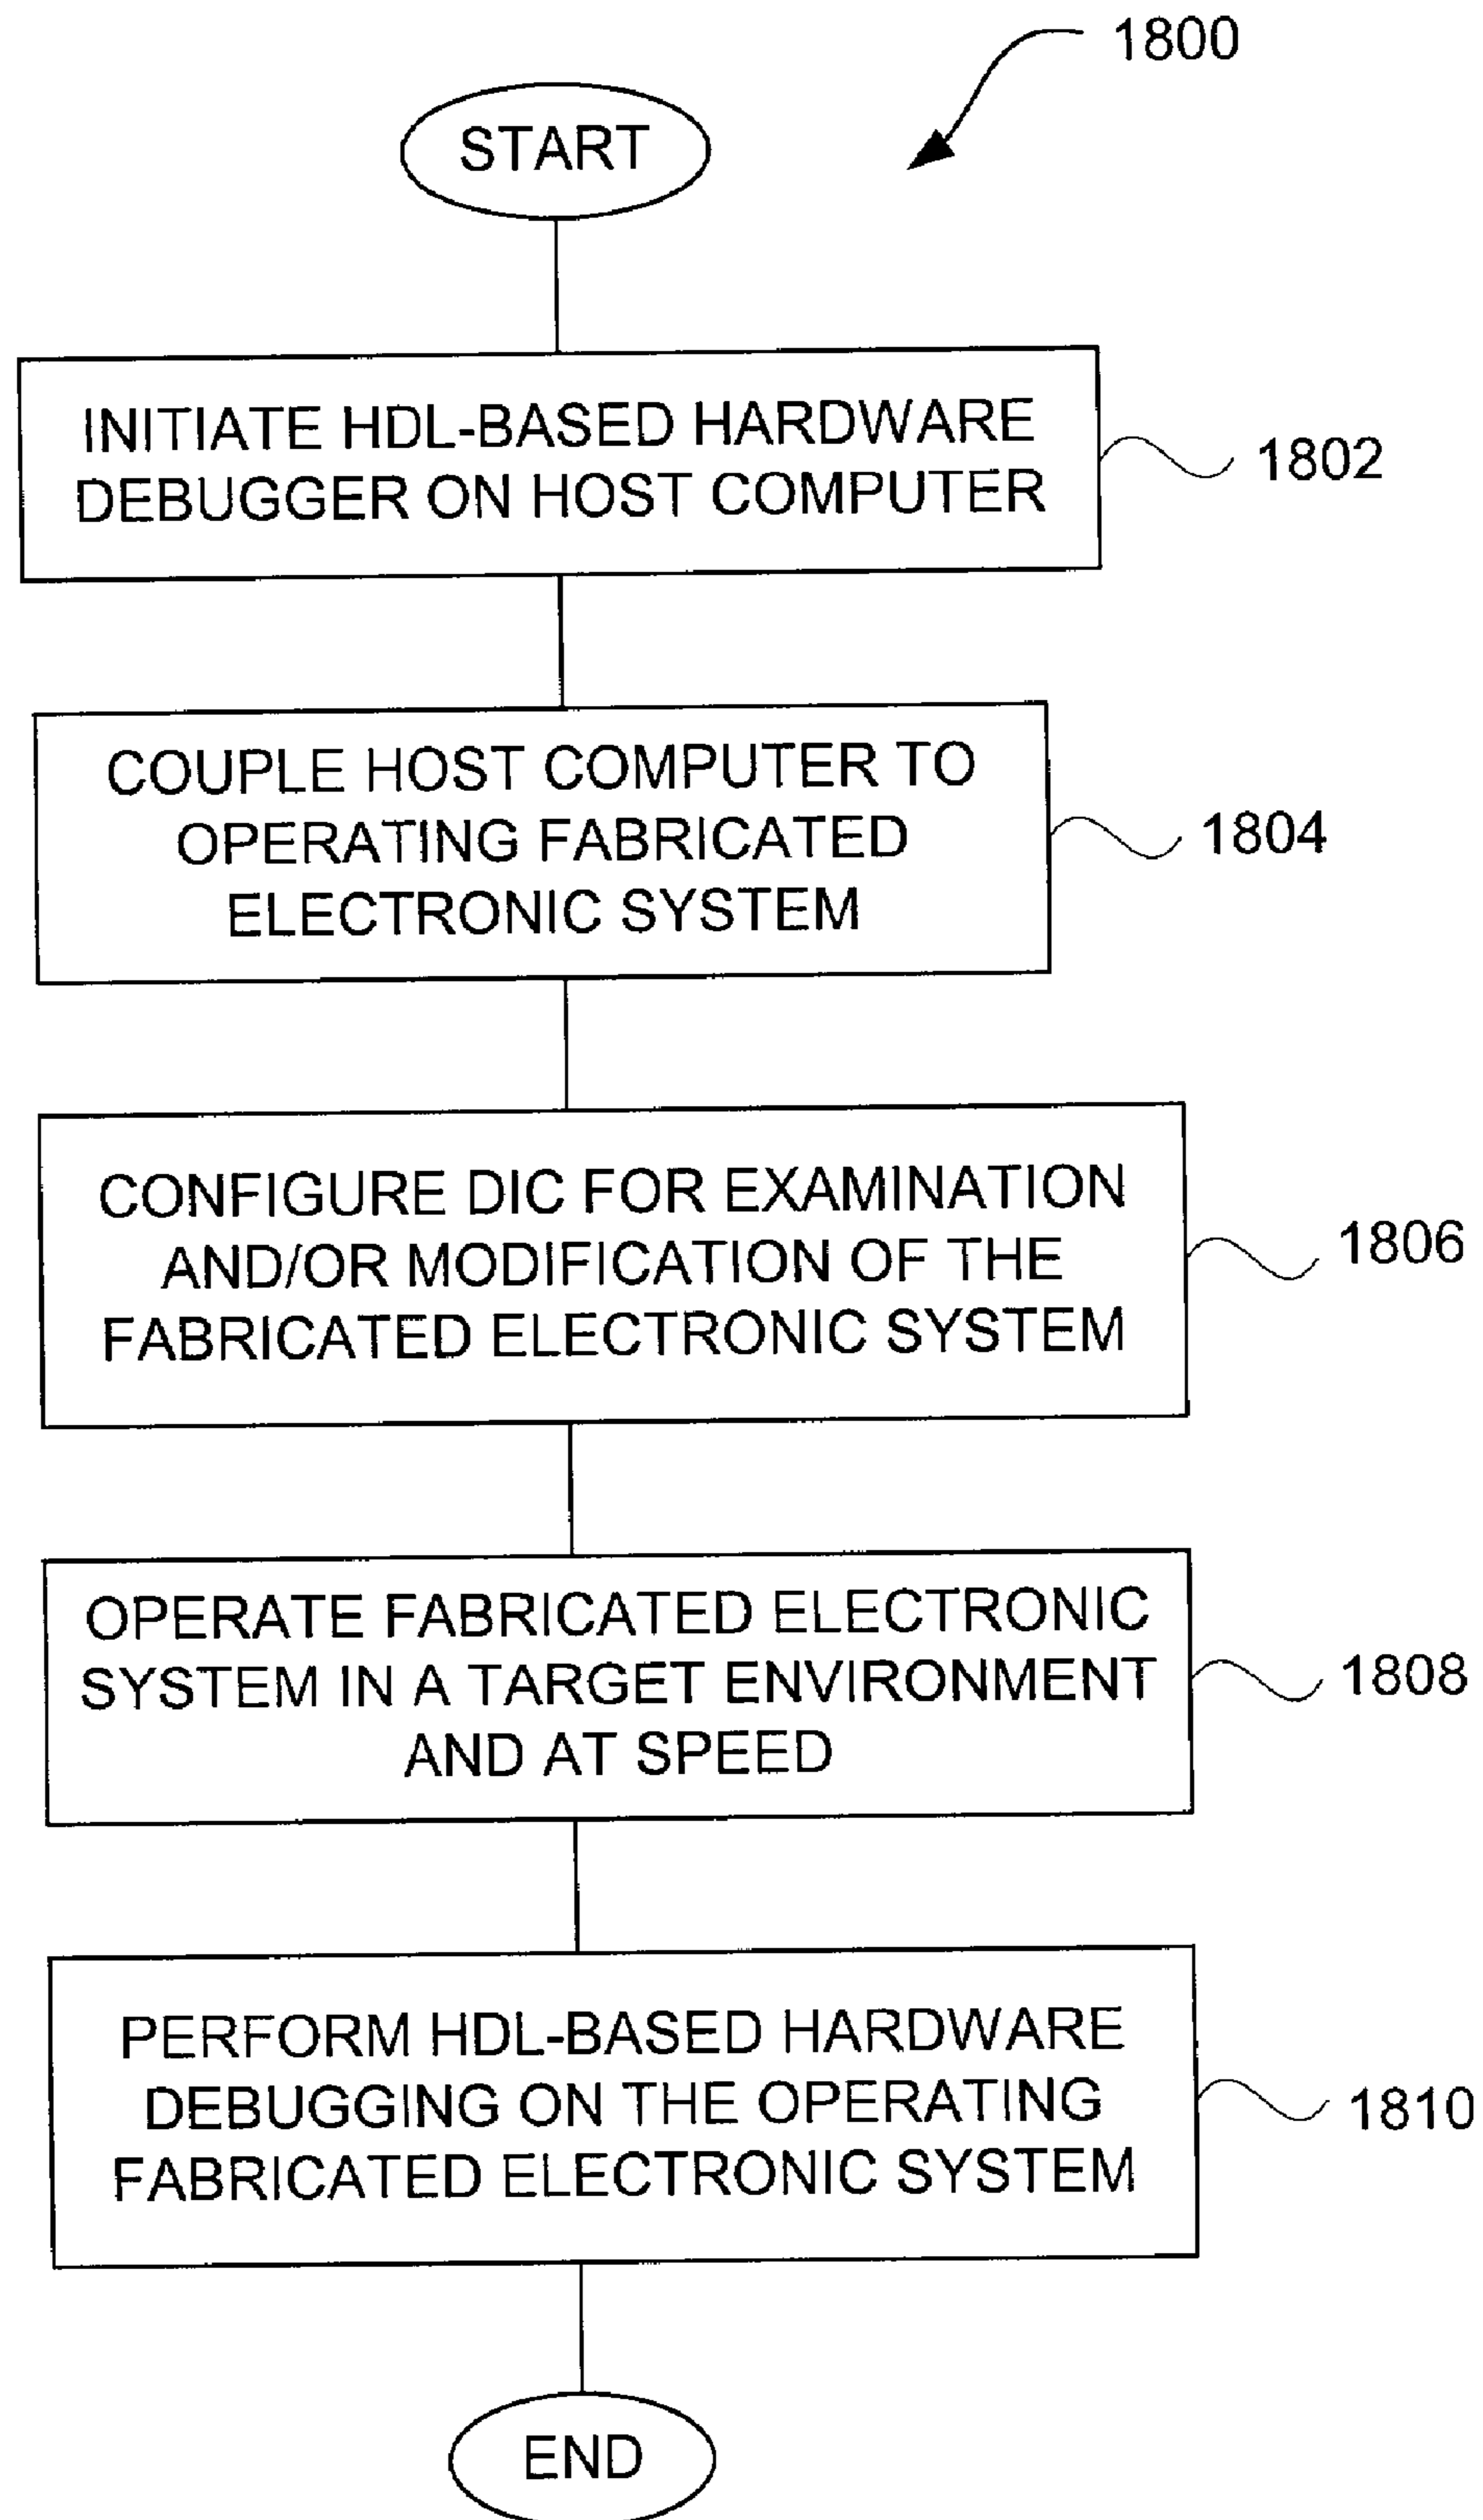 1800
START
INITIATE HDL-BASED HARDWARE
DEBUGGER ON HOST COMPUTER
1802
COUPLE HOST COMPUTER TO
OPERATING FABRICATED
ELECTRONIC SYSTEM
1804
CONFIGURE DIC FOR EXAMINATION
AND/OR MODIFICATION OF THE
FABRICATED ELECTRONIC SYSTEM
1806
OPERATE FABRICATED ELECTRONIC
SYSTEM IN A TARGET ENVIRONMENT
AND AT SPEED
1808
PERFORM HDL-BASED HARDWARE
DEBUGGING ON THE OPERATING
FABRICATED ELECTRONIC SYSTEM
1810
END